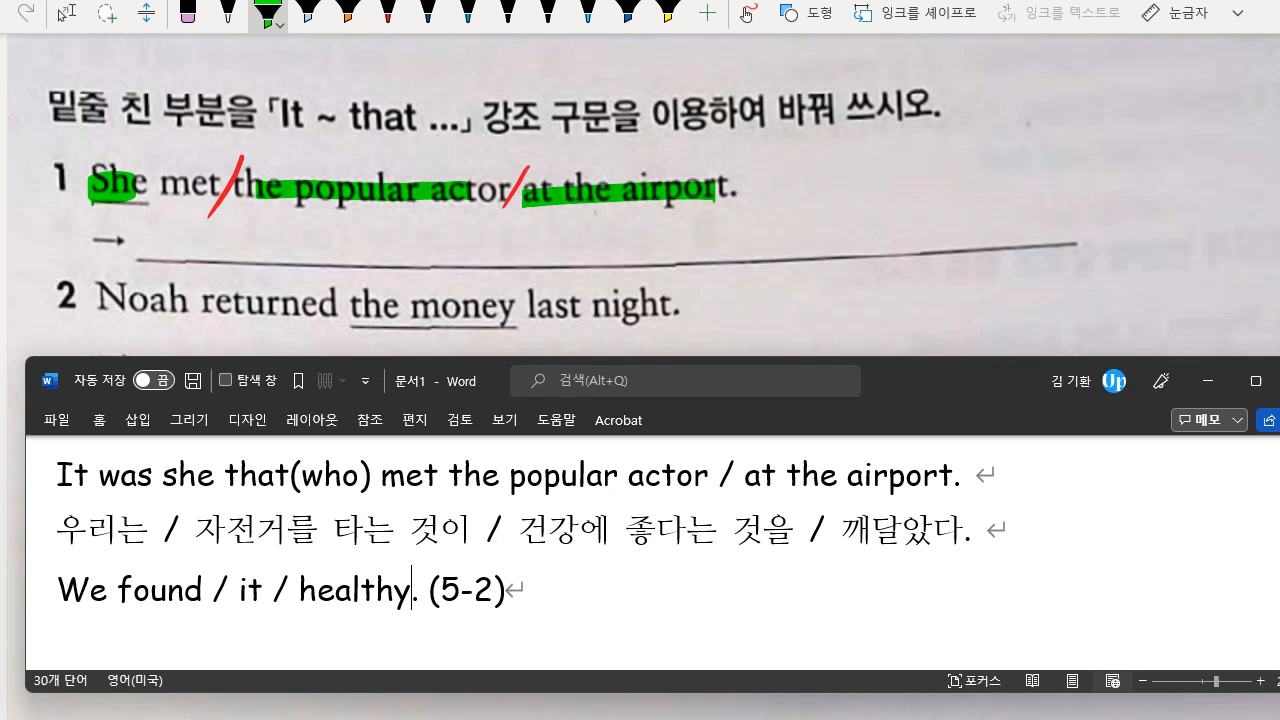 도형 잉크를 셰이프로 잉크를 텍스트로 눈금자
밑줄 친 부분을 「It ~ that ...」 강조 구문을 이용하여 바꿔 쓰시오.
1 She met / the popular actor / at the airport.
→
2 Noah returned the money last night.
자동 저장 끔 탐색 창 문서1 - Word 검색(Alt+Q) 김 기환 Up
파일 홈 삽입 그리기 디자인 레이아웃 참조 편지 검토 보기 도움말 Acrobat 메모
It was she that(who) met the popular actor / at the airport. ↵
우리는 / 자전거를 타는 것이 / 건강에 좋다는 것을 / 깨달았다. ↵
We found / it / healthy. (5-2)↵
30개 단어 영어(미국) 포커스